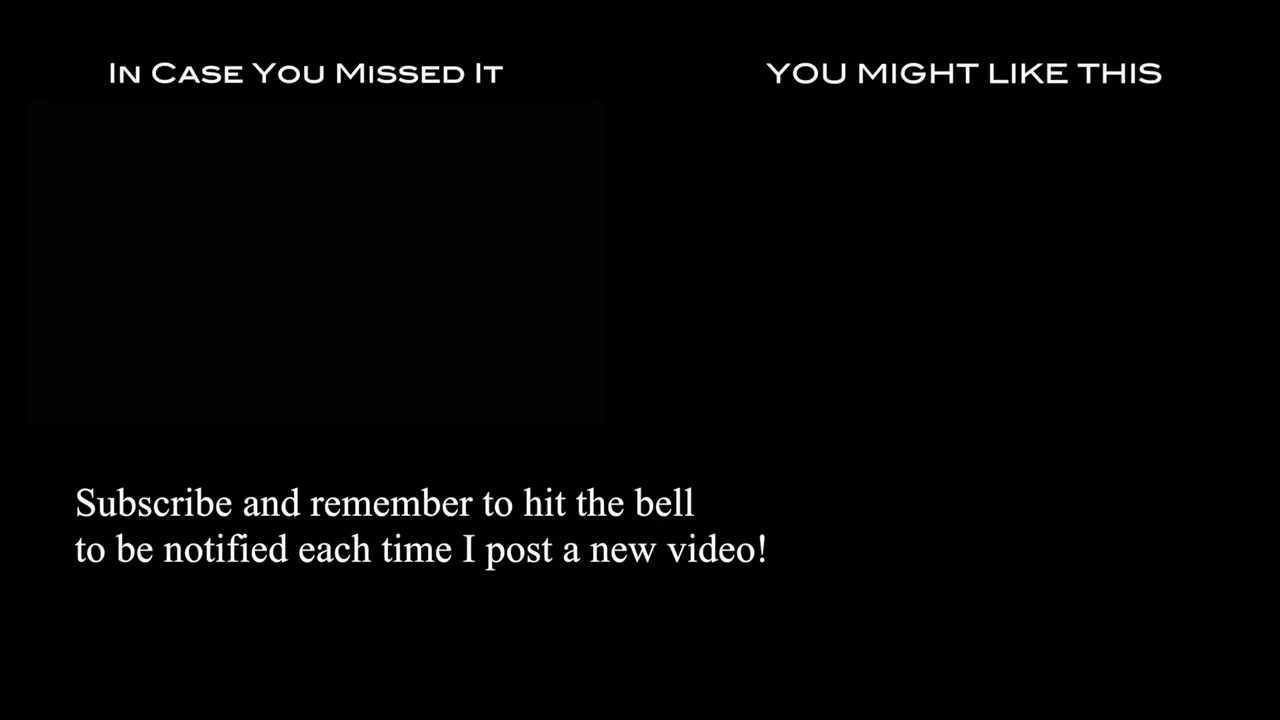 In Case You Missed It
YOU MIGHT LIKE THIS
Subscribe and remember to hit the bell
to be notified each time I post a new video!